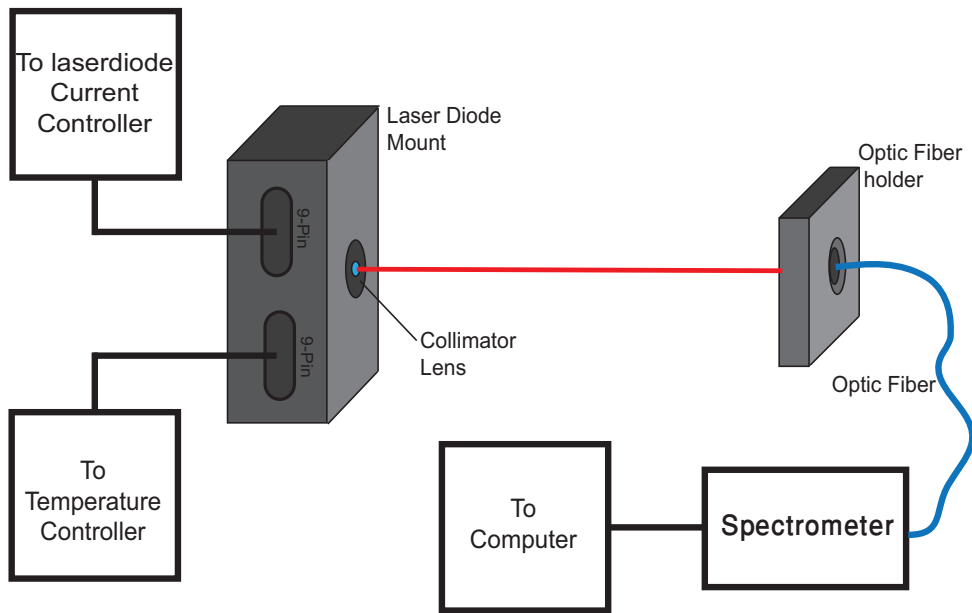 To laserdiode
Current
Controller
Laser Diode
Mount
Optic Fiber
holder
9-Pin
9-Pin
Collimator
Lens
Optic Fiber
To
Temperature
Controller
To
Computer
Spectrometer